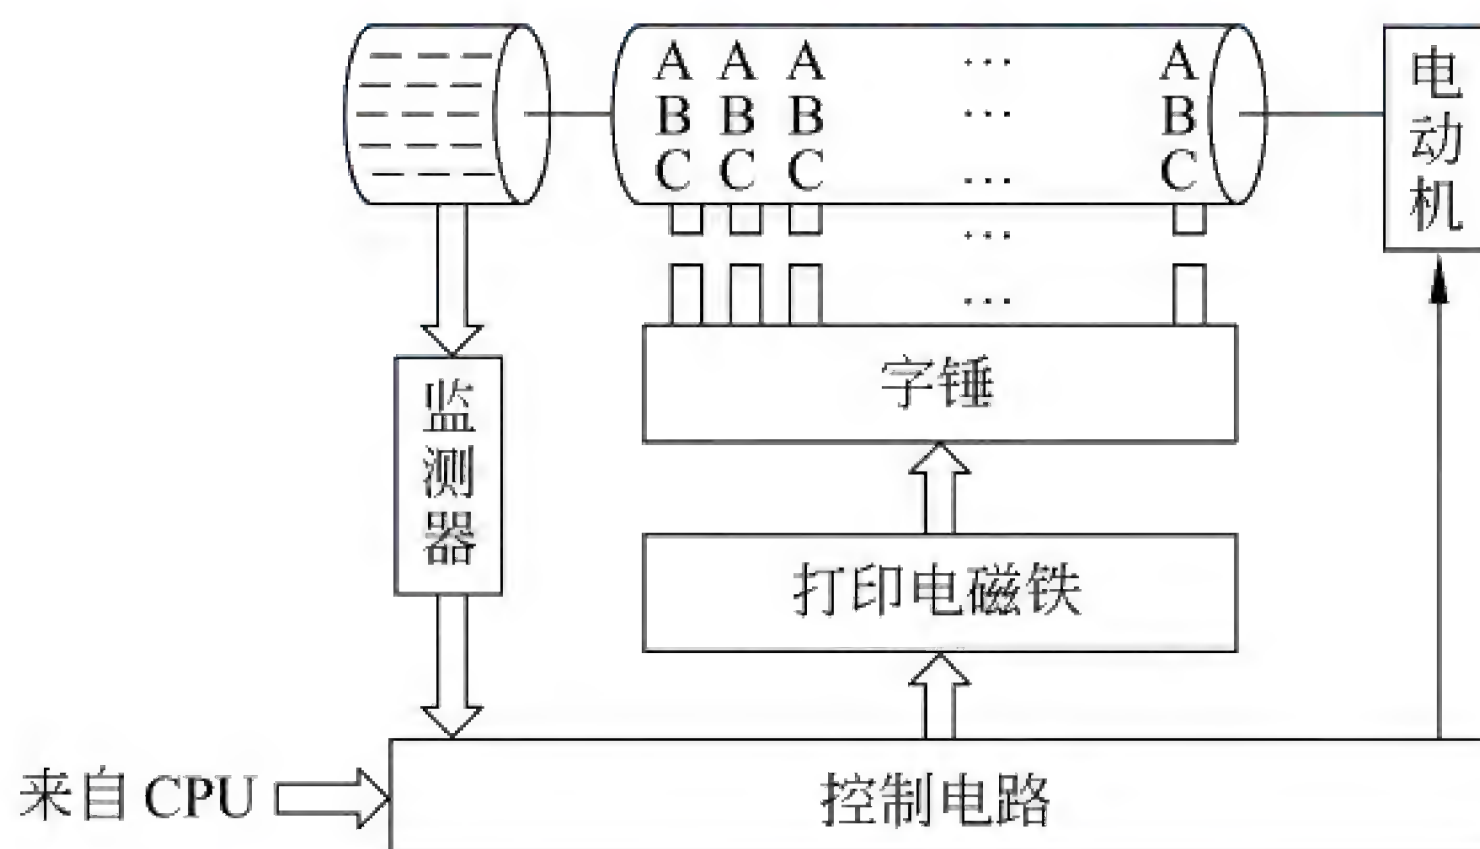 A A A ... A
B B B ... B
C C C ... C
...
...
电动机
字锤
监测器
打印电磁铁
来自CPU
控制电路